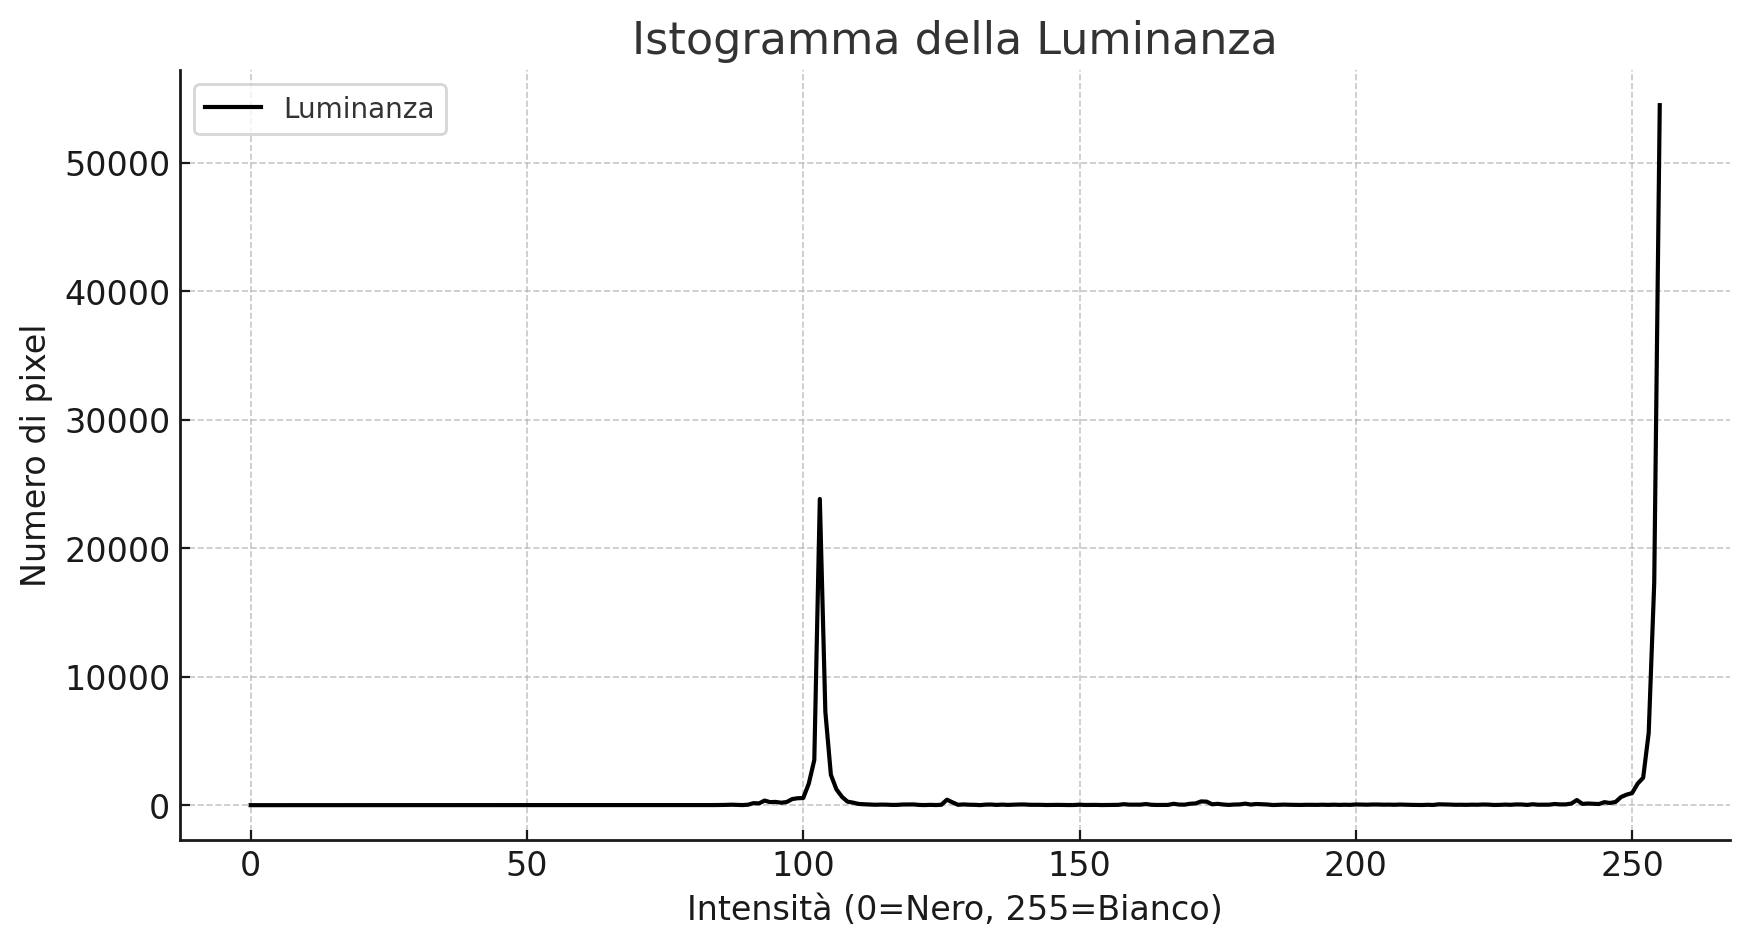 Istogramma della Luminanza
Luminanza
Numero di pixel
50000
40000
30000
20000
10000
0
0 50 100 150 200 250
Intensità (0=Nero, 255=Bianco)